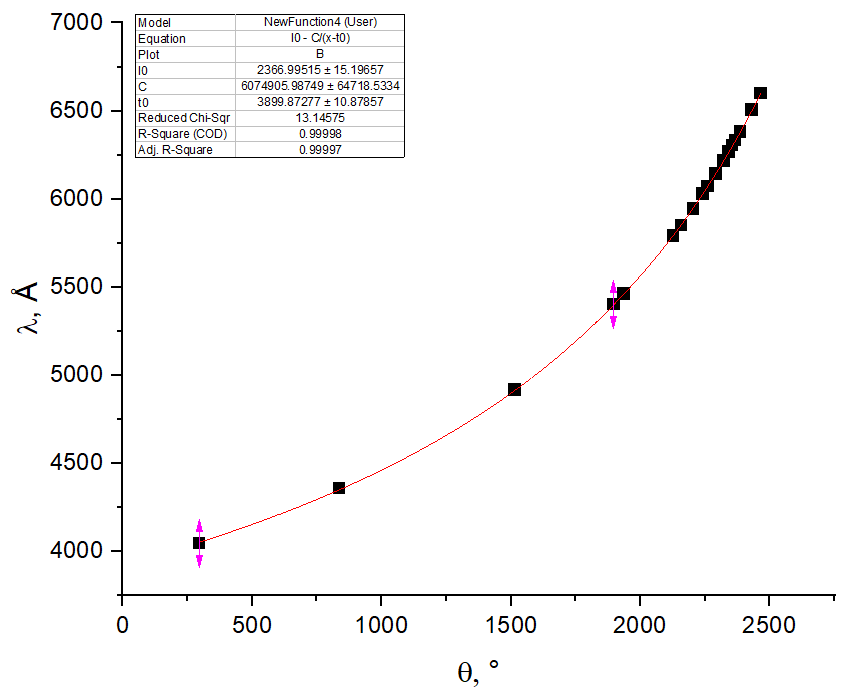 7000
6500
6000
5500
5000
4500
4000
λ, Å
Model NewFunction4 (User)
Equation I0 - C/(x-t0)
Plot B
I0 2366.99515 ± 15.19657
C 6074905.98749 ± 64718.5334
t0 3899.87277 ± 10.87857
Reduced Chi-Sqr 13.14575
R-Square (COD) 0.99998
Adj. R-Square 0.99997
0 500 1000 1500 2000 2500
θ, °